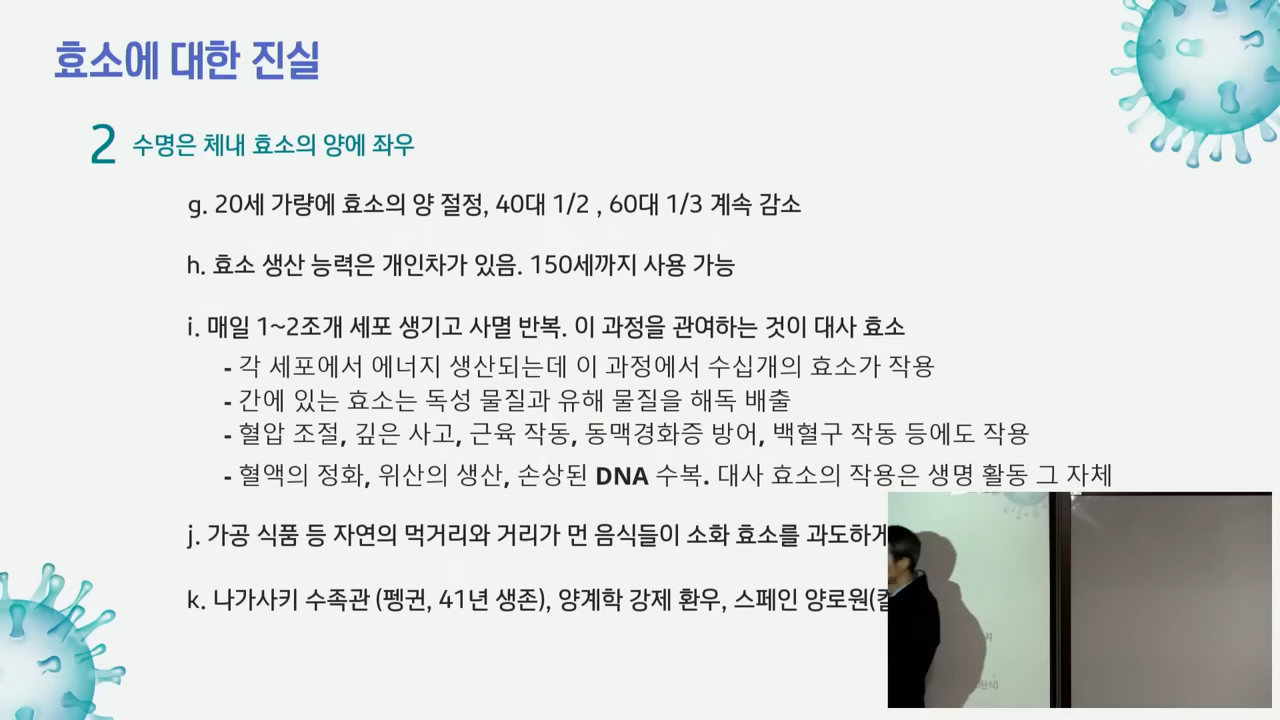 효소에 대한 진실
2 수명은 체내 효소의 양에 좌우
g. 20세 가량에 효소의 양 절정, 40대 1/2 , 60대 1/3 계속 감소
h. 효소 생산 능력은 개인차가 있음. 150세까지 사용 가능
i. 매일 1~2조개 세포 생기고 사멸 반복. 이 과정을 관여하는 것이 대사 효소
- 각 세포에서 에너지 생산되는데 이 과정에서 수십개의 효소가 작용
- 간에 있는 효소는 독성 물질과 유해 물질을 해독 배출
- 혈압 조절, 깊은 사고, 근육 작동, 동맥경화증 방어, 백혈구 작동 등에도 작용
- 혈액의 정화, 위산의 생산, 손상된 DNA 수복. 대사 효소의 작용은 생명 활동 그 자체
j. 가공 식품 등 자연의 먹거리와 거리가 먼 음식들이 소화 효소를 과도하게
k. 나가사키 수족관 (펭귄, 41년 생존), 양계학 강제 환우, 스페인 양로원(